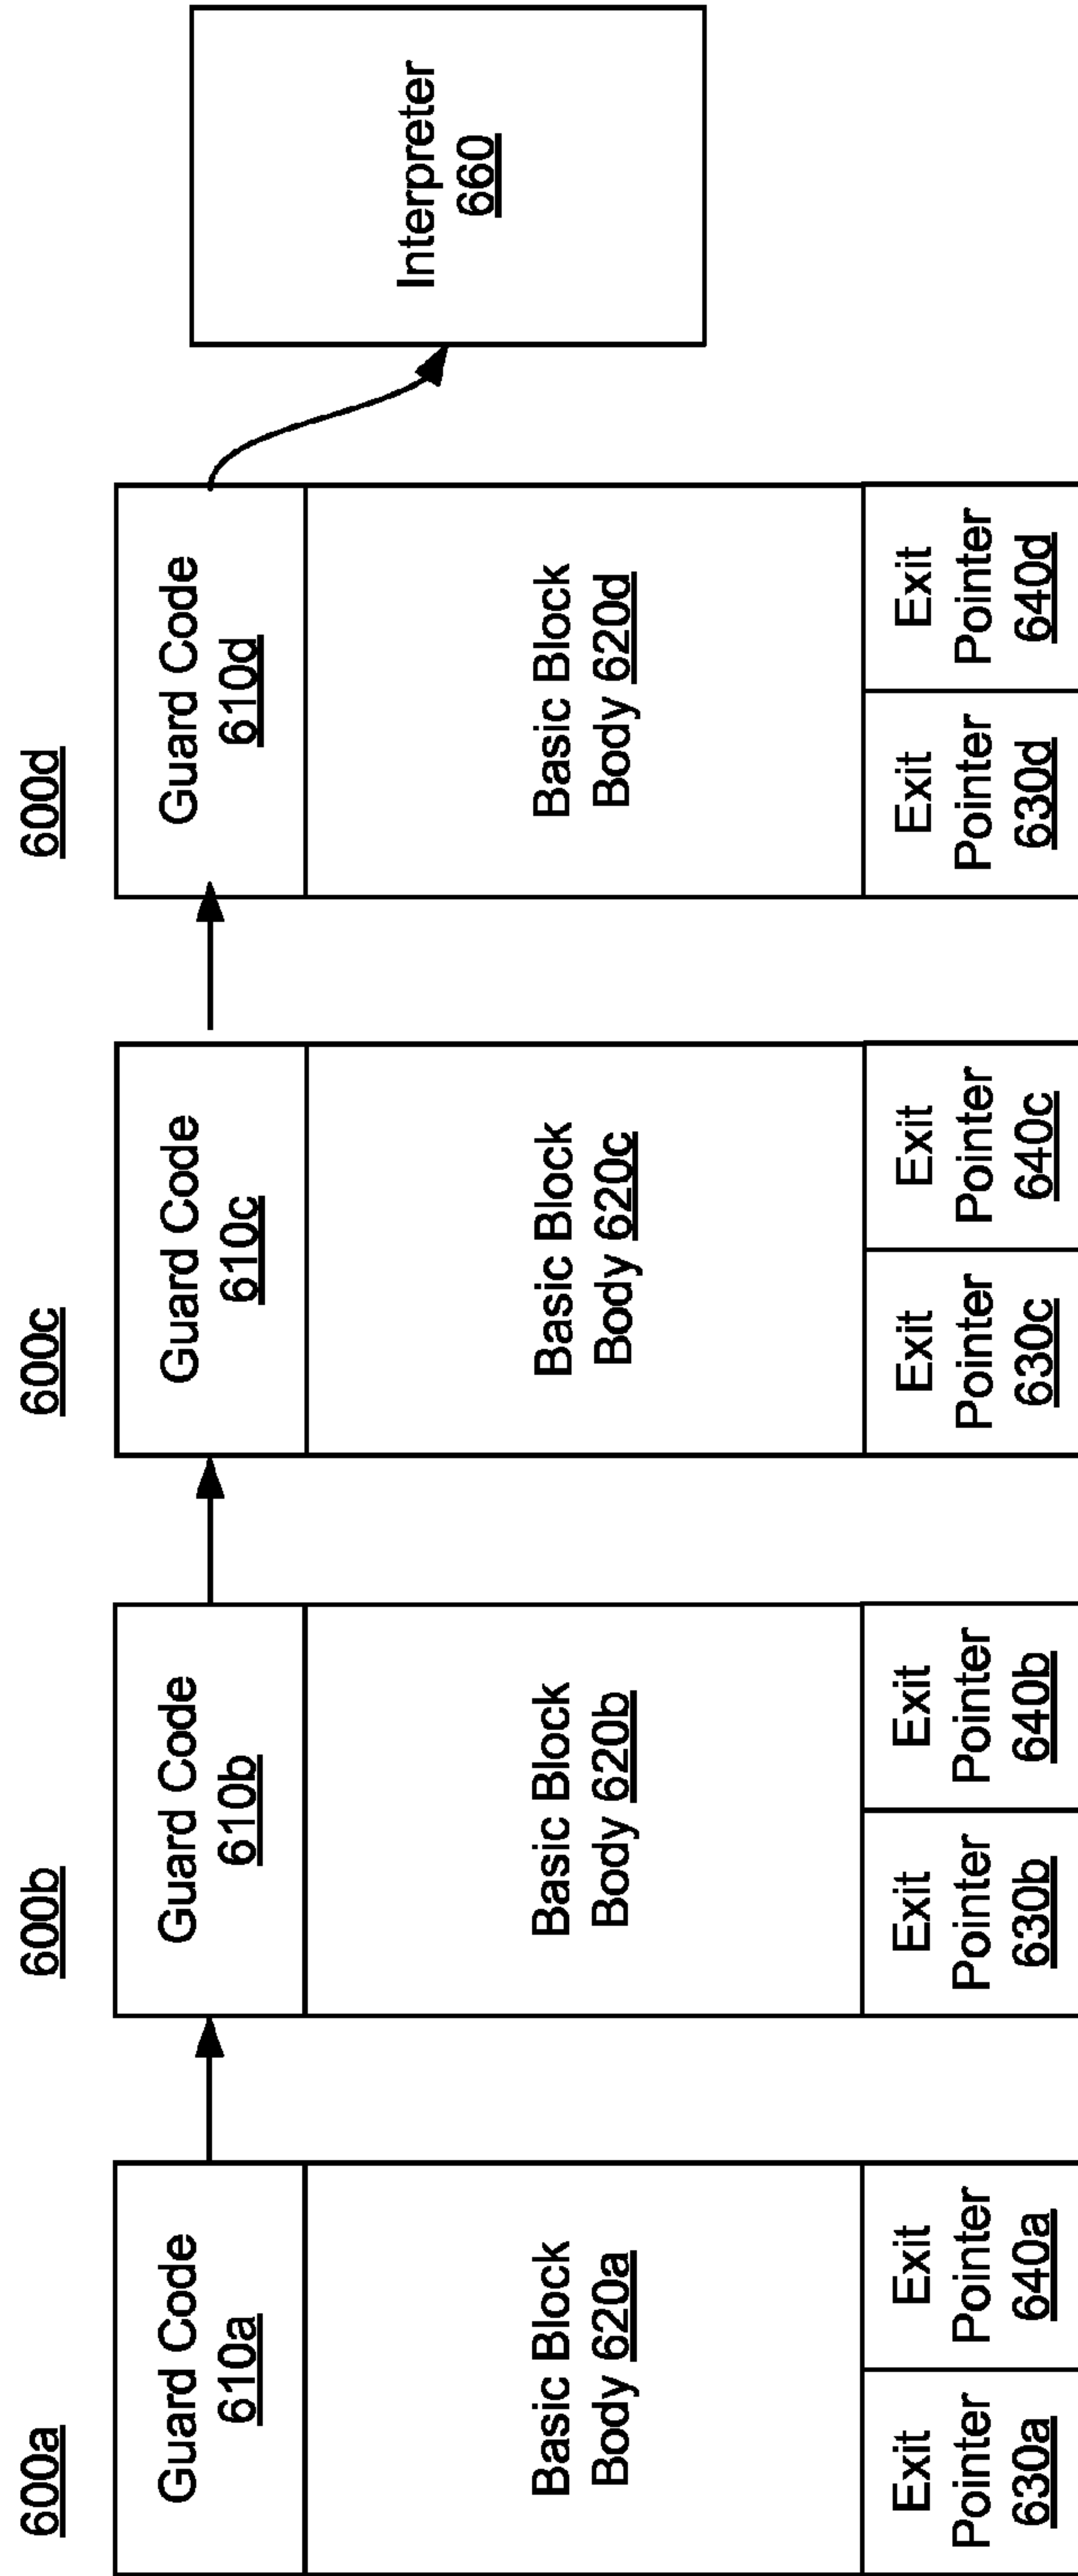 600a
Guard Code
610a
Basic Block
Body 620a
Exit
Pointer
630a
Exit
Pointer
640a
600b
Guard Code
610b
Basic Block
Body 620b
Exit
Pointer
630b
Exit
Pointer
640b
600c
Guard Code
610c
Basic Block
Body 620c
Exit
Pointer
630c
Exit
Pointer
640c
600d
Guard Code
610d
Basic Block
Body 620d
Exit
Pointer
630d
Exit
Pointer
640d
Interpreter
660